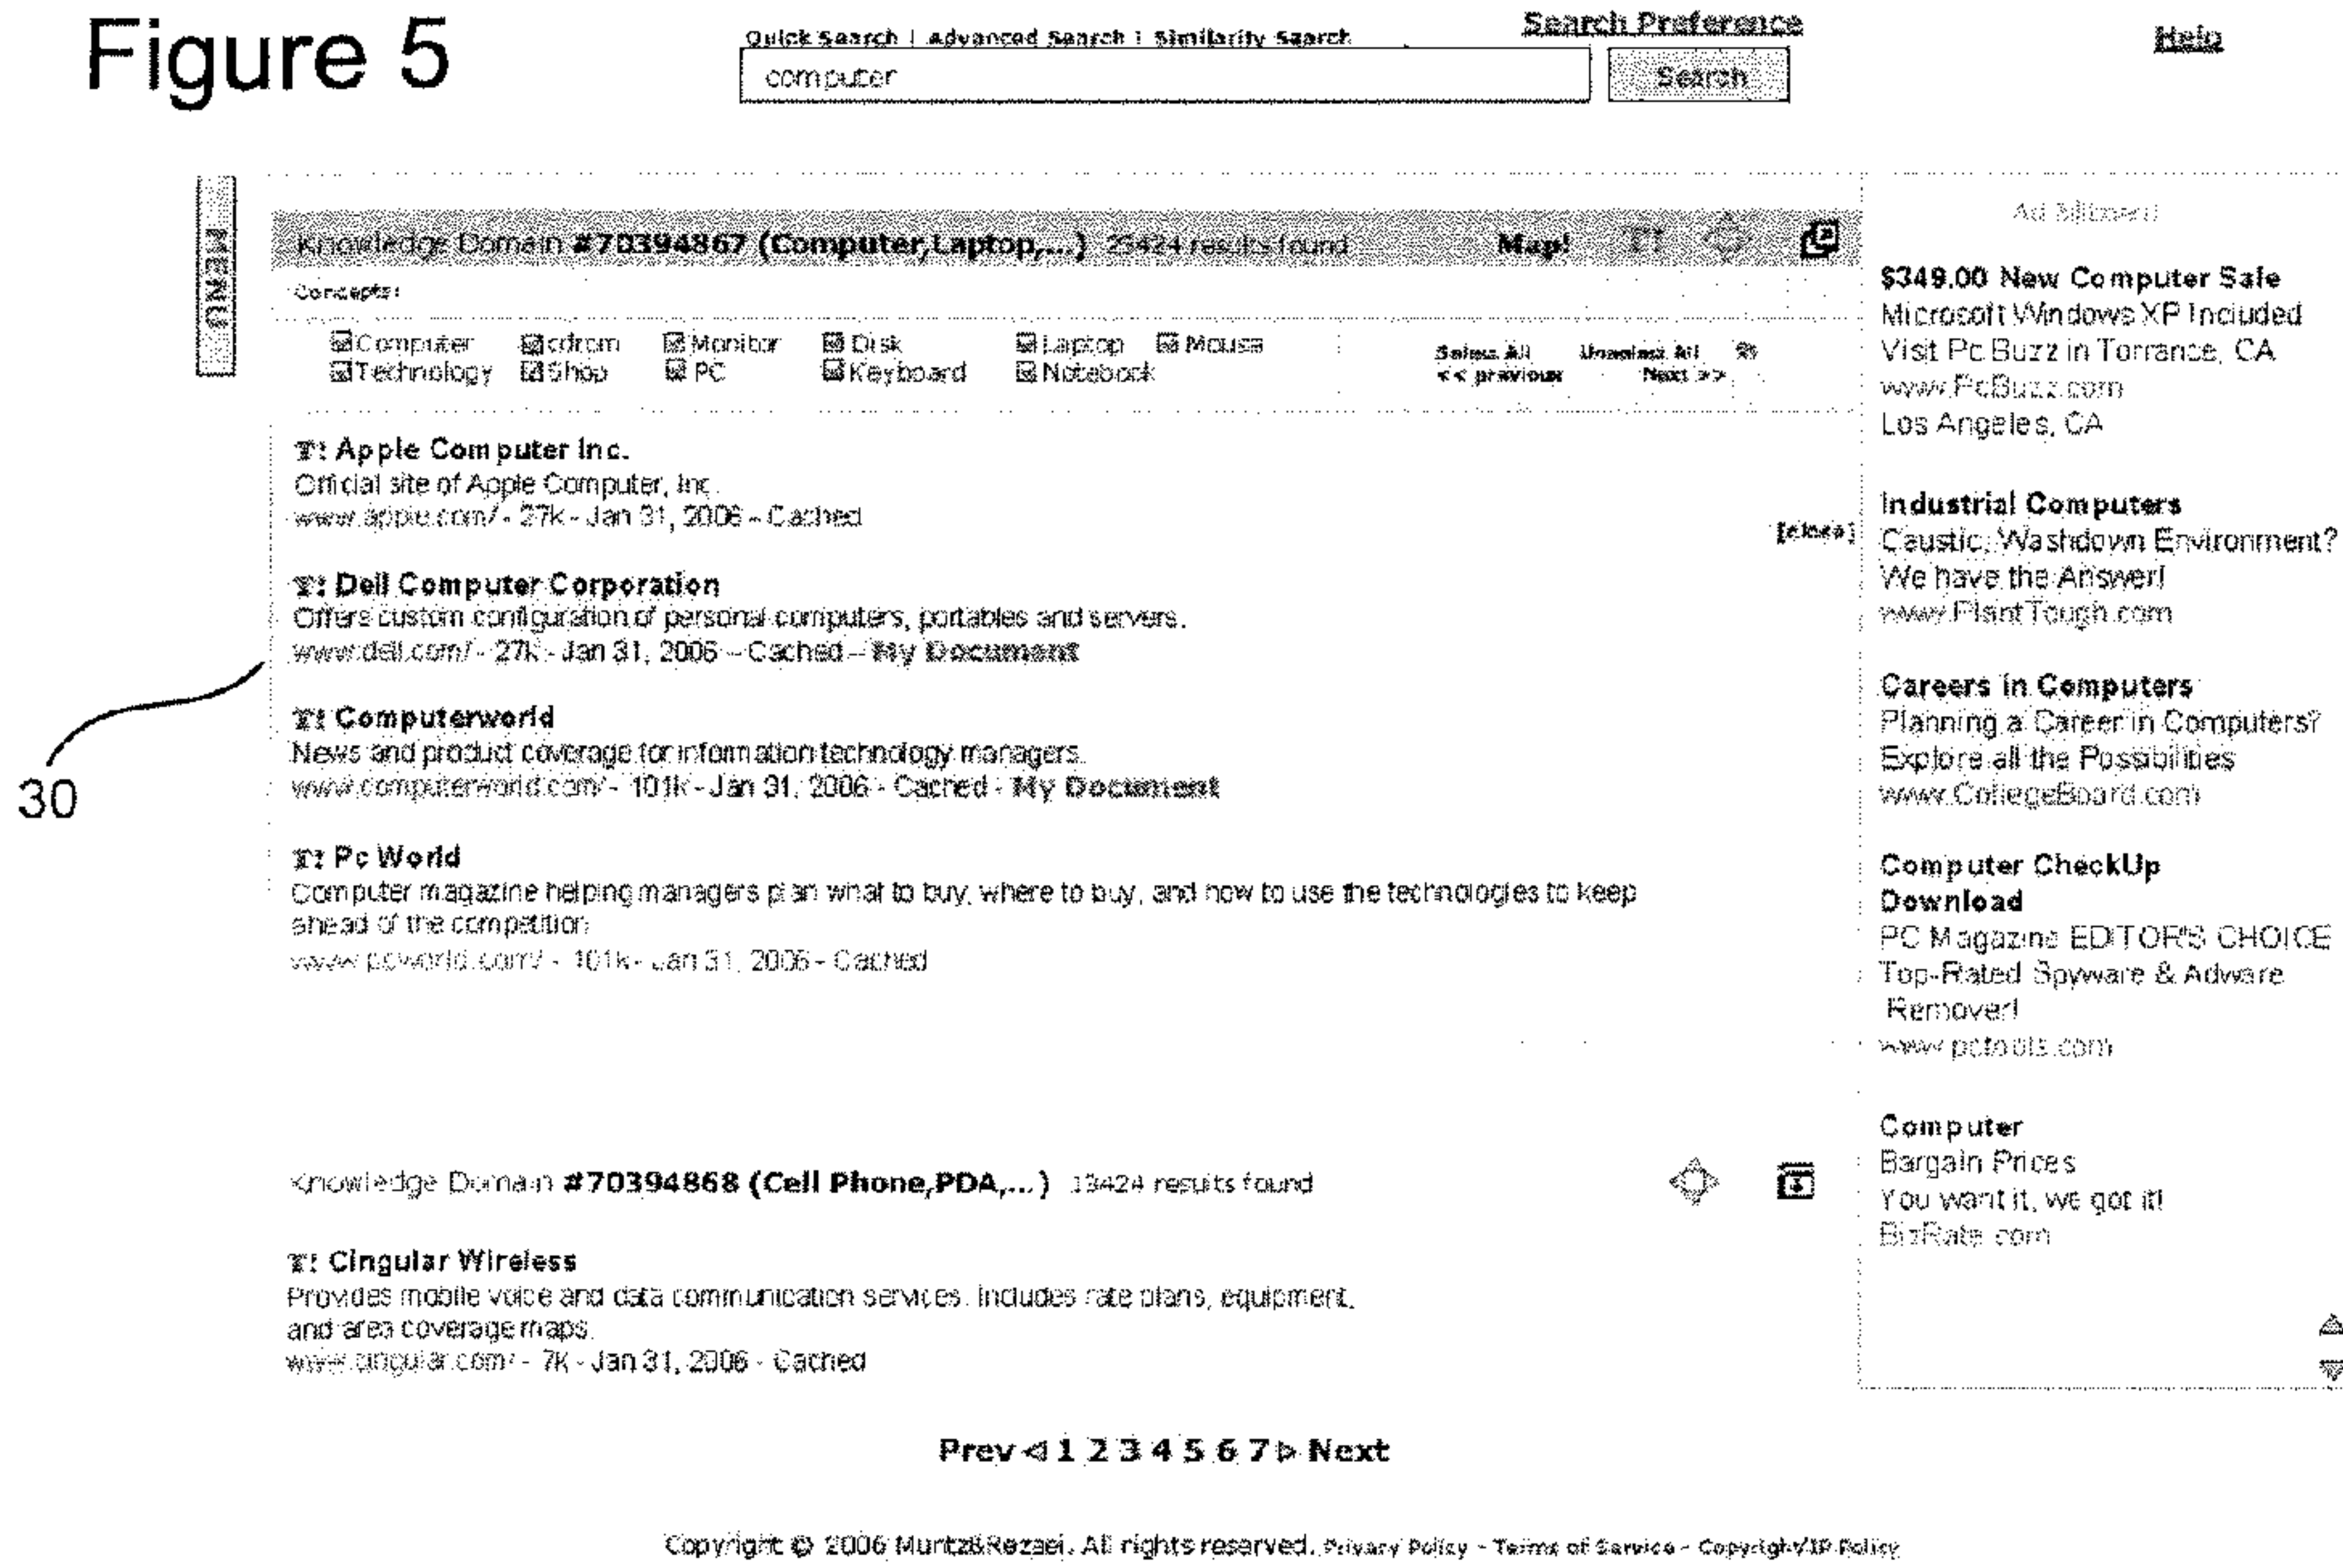 Figure 5
Quick Search | Advanced Search | Similarity Search
Search Preference
Help
computer
Search
MENU
Knowledge Domain #70394867 (Computer,Laptop,...) 25424 results found Map! T!
Concepts:
Computer cdrom Monitor Disk Laptop Mouse
Technology Shop PC Keyboard Notebook
Select All Unselect All
<< previous Next >>
T! Apple Computer Inc.
Official site of Apple Computer, Inc.
www.apple.com/ - 27k - Jan 31, 2006 - Cached
[close]
T! Dell Computer Corporation
Offers custom configuration of personal computers, portables and servers.
www.dell.com/ - 27k - Jan 31, 2006 - Cached - My Document
T! Computerworld
News and product coverage for information technology managers.
www.computerworld.com/ - 101k - Jan 31, 2006 - Cached - My Document
30
T! Pc World
Computer magazine helping managers plan what to buy, where to buy, and how to use the technologies to keep
ahead of the competition
www.pcworld.com/ - 101k - Jan 31, 2006 - Cached
Knowledge Domain #70394868 (Cell Phone,PDA,...) 13424 results found
T! Cingular Wireless
Provides mobile voice and data communication services. Includes rate plans, equipment,
and area coverage maps.
www.cingular.com/ - 7k - Jan 31, 2006 - Cached
Ad Billboard
$349.00 New Computer Sale
Microsoft Windows XP Included
Visit Pc Buzz in Torrance, CA
www.PcBuzz.com
Los Angeles, CA
Industrial Computers
Caustic, Washdown Environment?
We have the Answer!
www.PlantTough.com
Careers in Computers
Planning a Career in Computers?
Explore all the Possibilities
www.CollegeBoard.com
Computer CheckUp
Download
PC Magazine EDITOR'S CHOICE
Top-Rated Spyware & Adware
Remover!
www.pctools.com
Computer
Bargain Prices
You want it, we got it!
BizRate.com
Prev 1 2 3 4 5 6 7 Next
Copyright © 2006 Muntz&Rezaei. All rights reserved. Privacy Policy - Terms of Service - Copyright/IP Policy